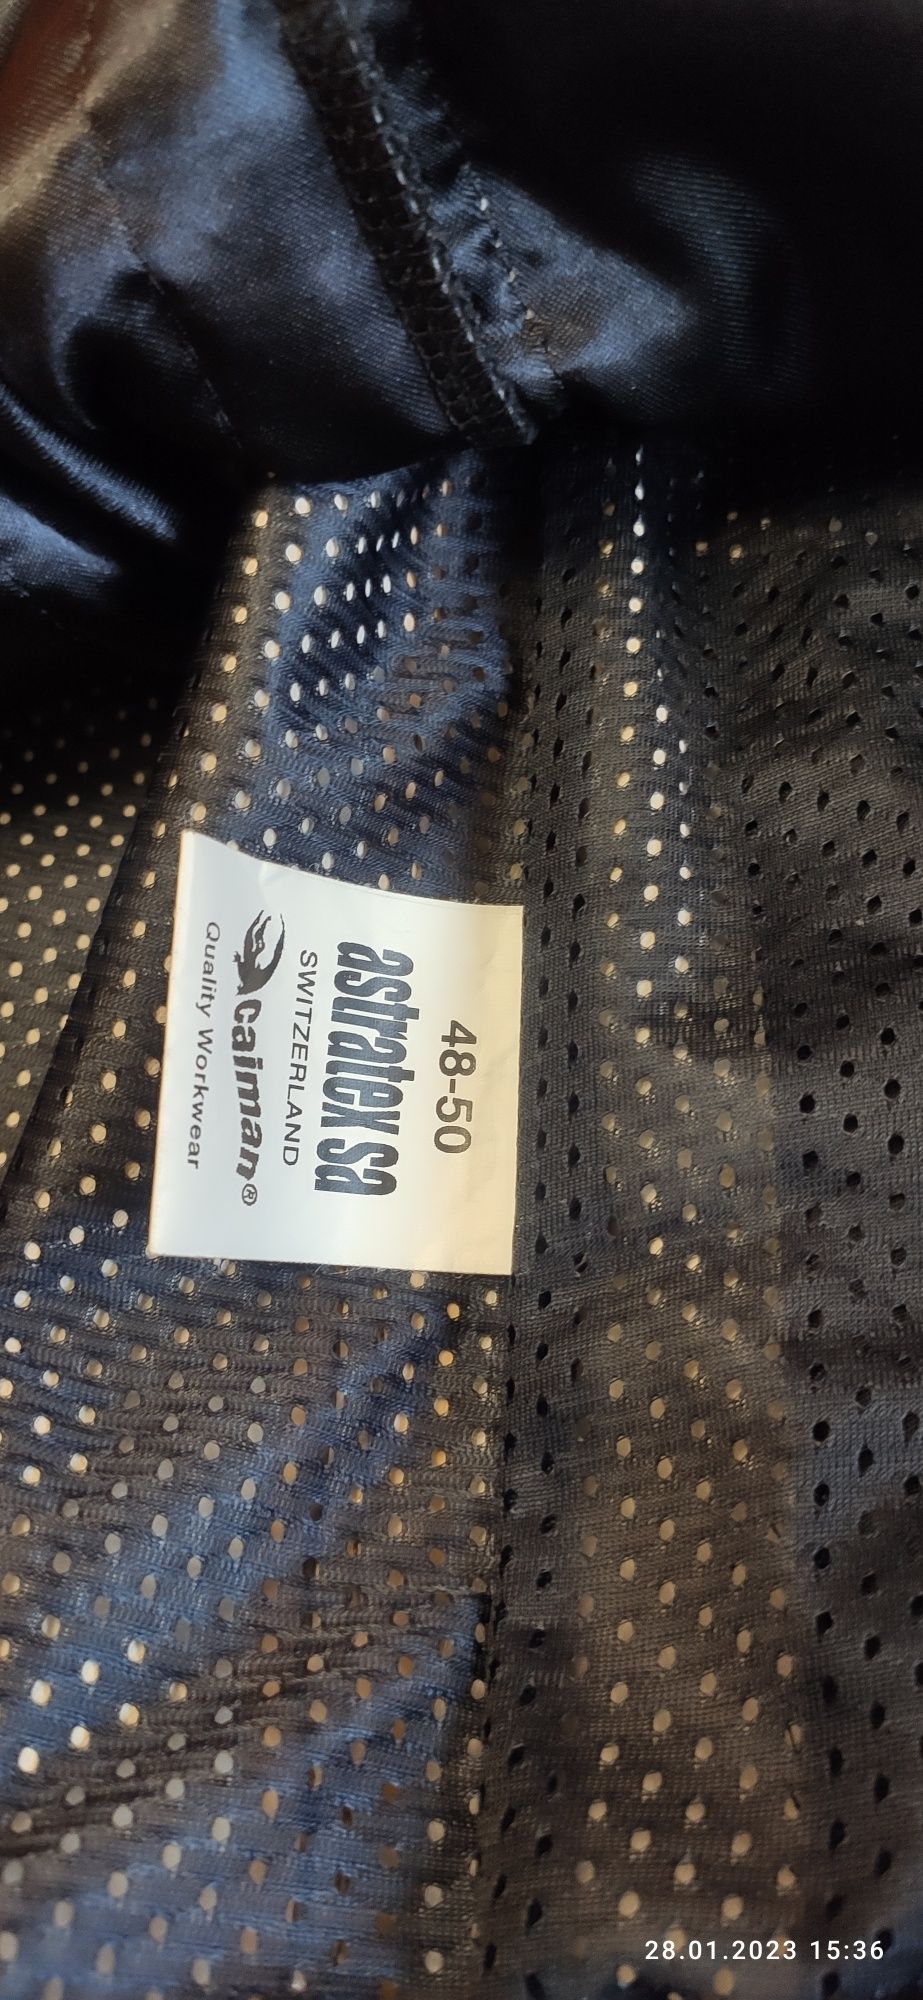 48-50
astratex sa
SWITZERLAND
Caiman®
Quality Workwear
28.01.2023 15:36